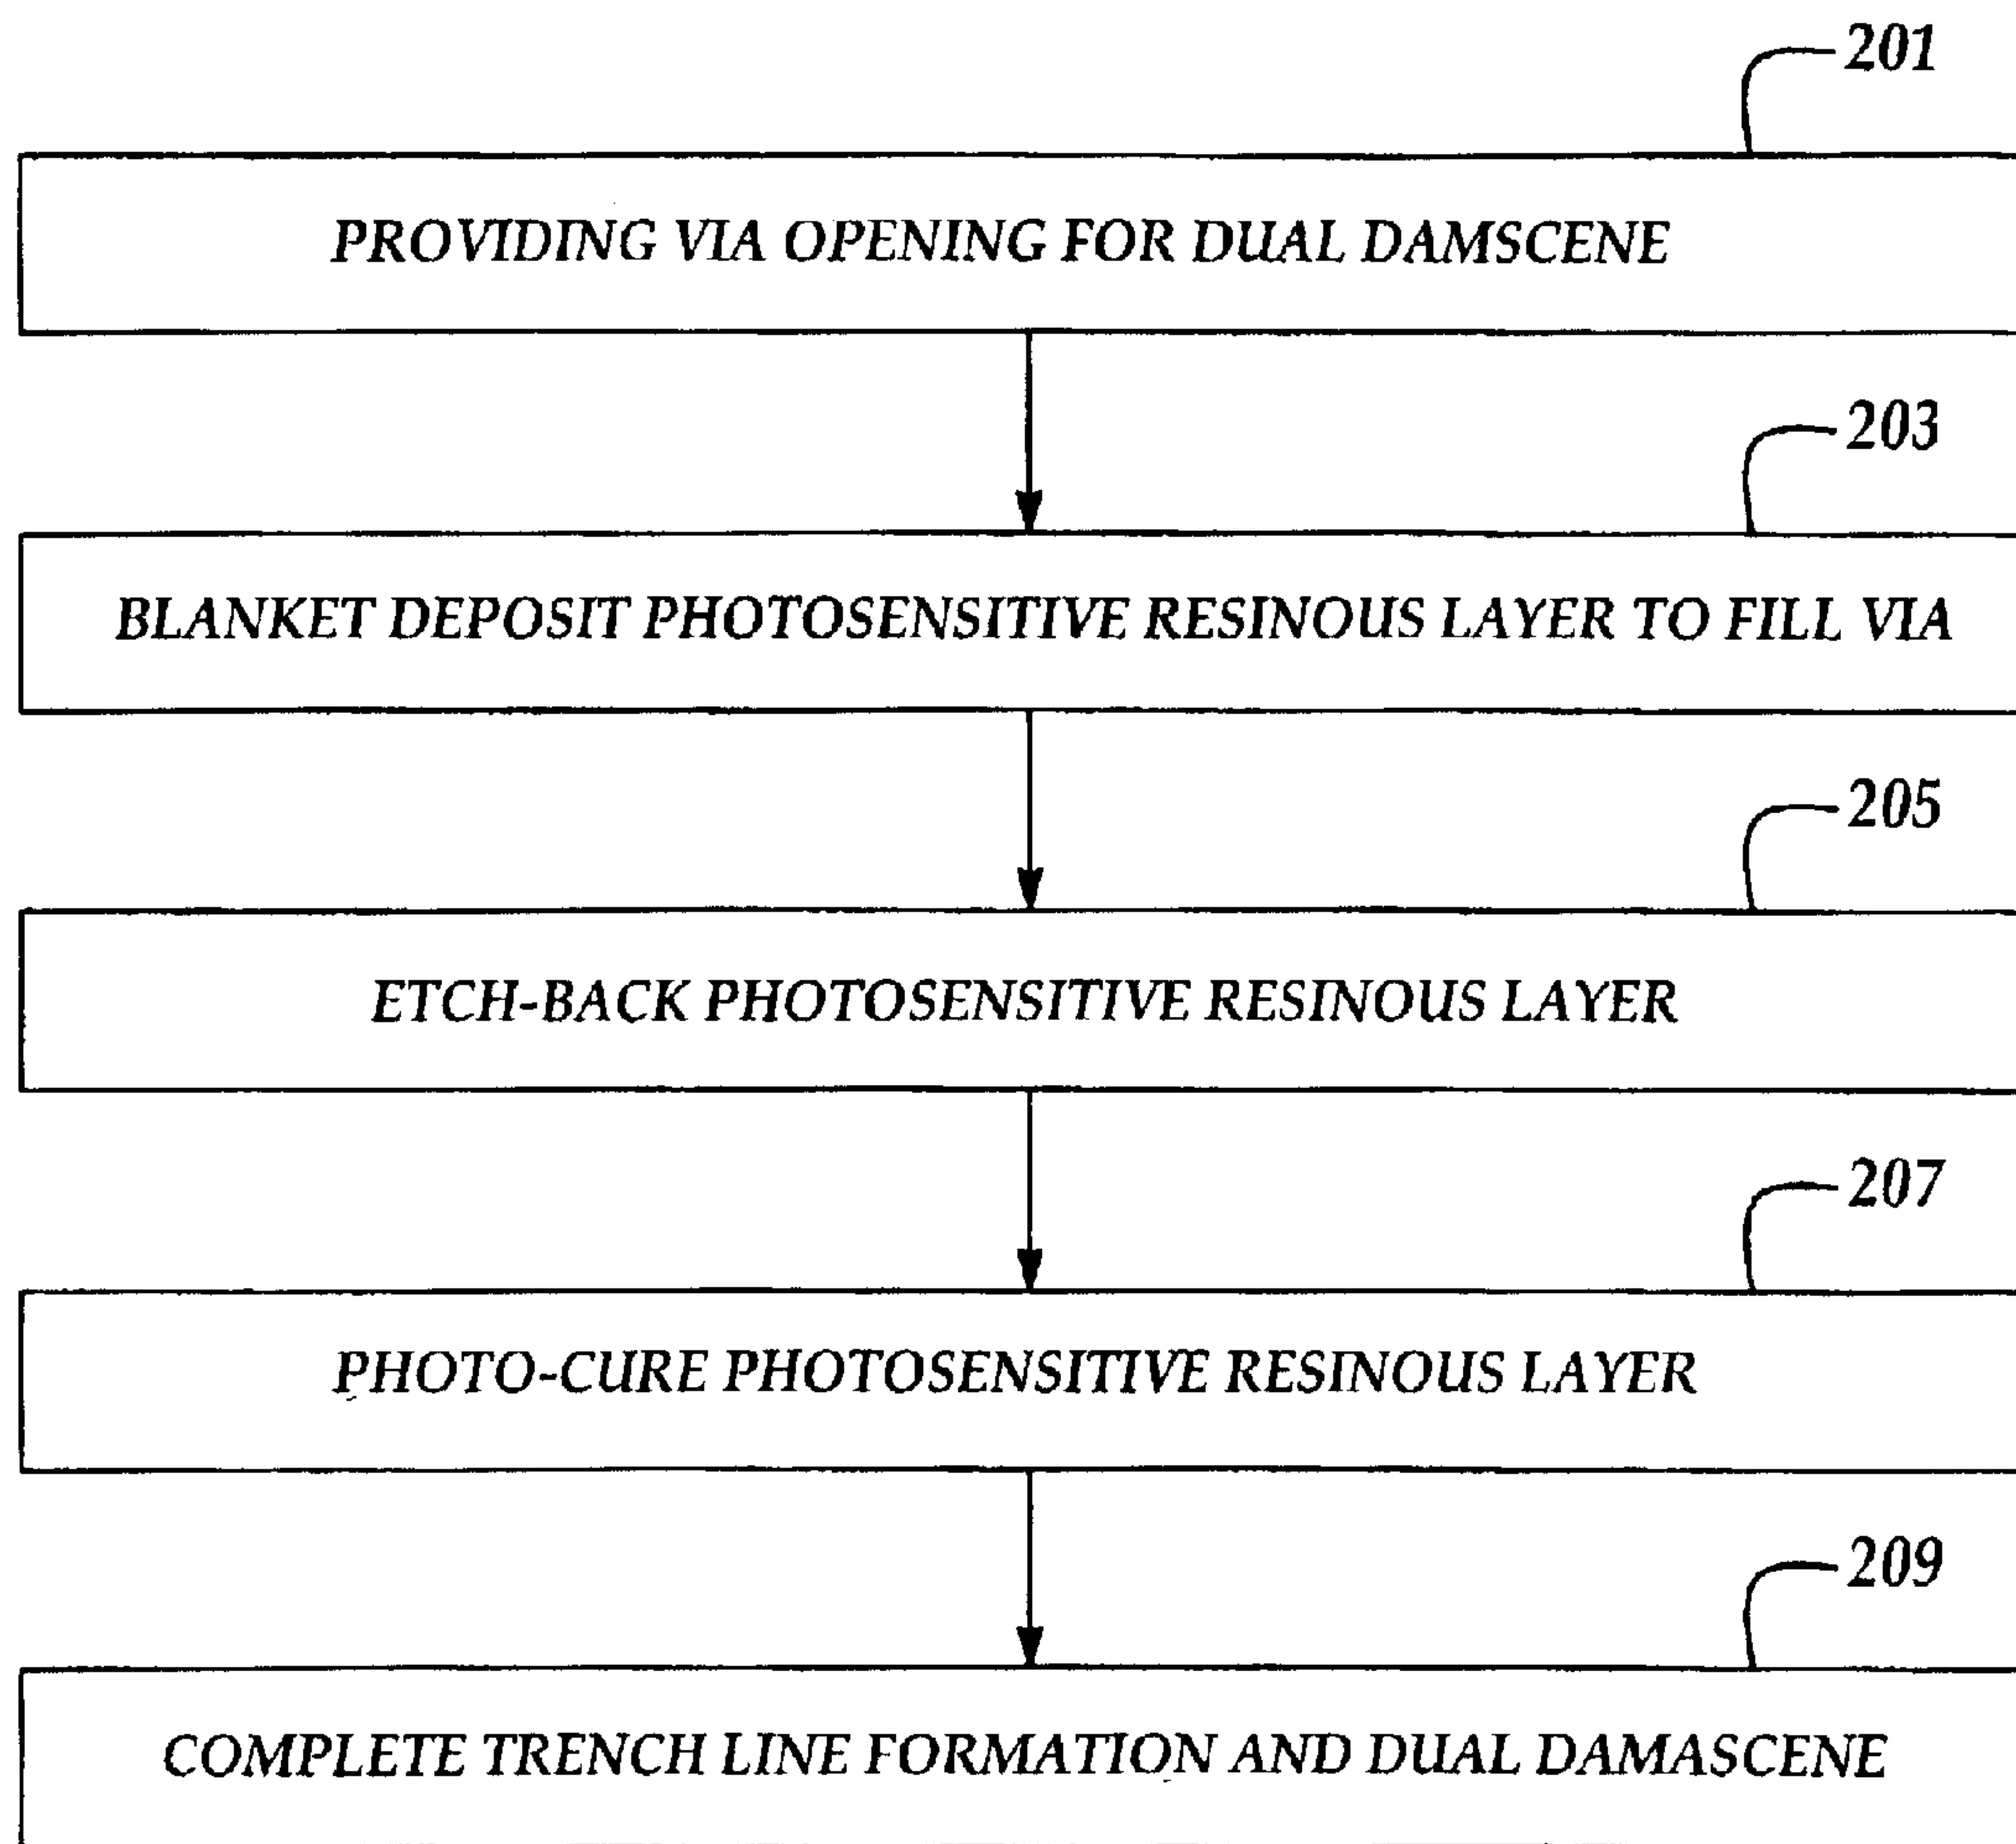 201
PROVIDING VIA OPENING FOR DUAL DAMSCENE
203
BLANKET DEPOSIT PHOTOSENSITIVE RESINOUS LAYER TO FILL VIA
205
ETCH-BACK PHOTOSENSITIVE RESINOUS LAYER
207
PHOTO-CURE PHOTOSENSITIVE RESINOUS LAYER
209
COMPLETE TRENCH LINE FORMATION AND DUAL DAMASCENE